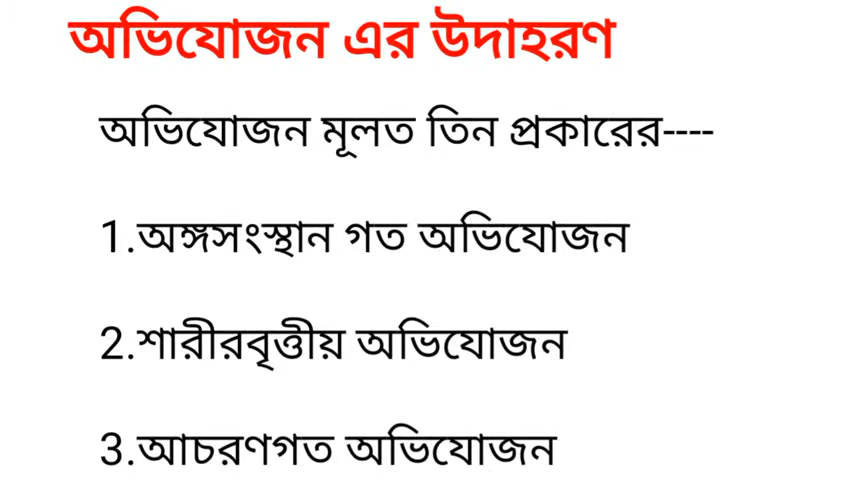 অভিযোজন এর উদাহরণ
অভিযোজন মূলত তিন প্রকারের----
1.অঙ্গসংস্থান গত অভিযোজন
2.শারীরবৃত্তীয় অভিযোজন
3.আচরণগত অভিযোজন